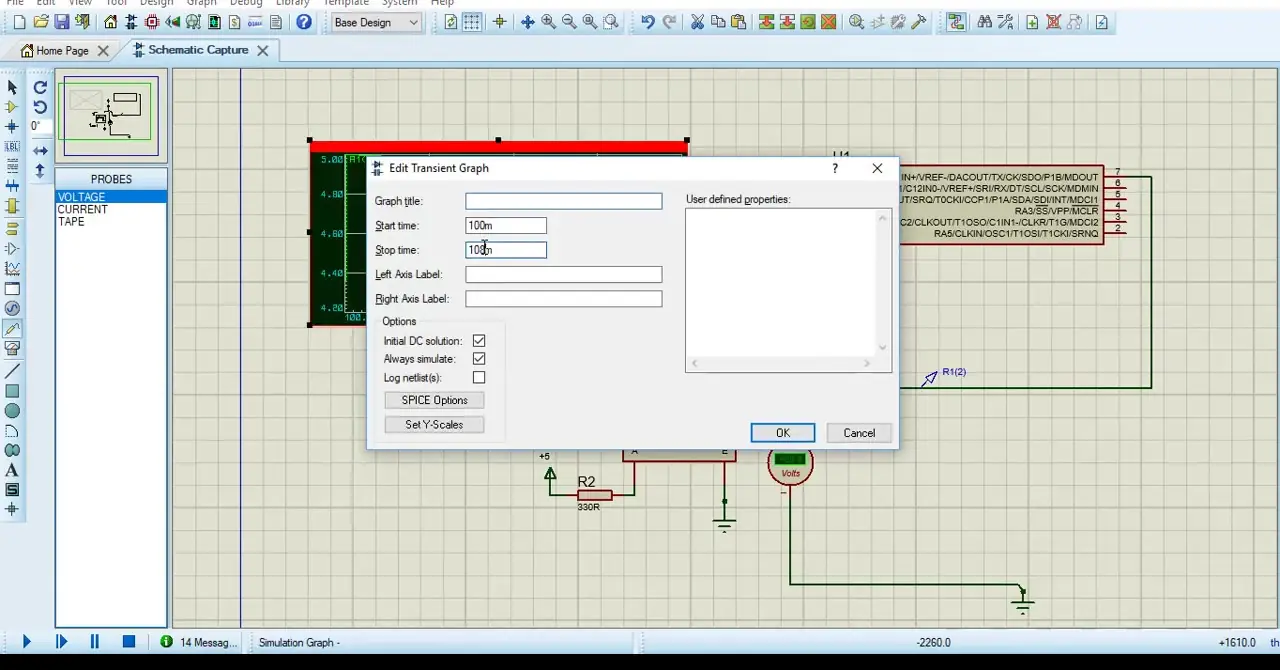 File Edit View Tool Design Graph Debug Library Template System Help
Base Design
Home Page Schematic Capture
0°
LBL
PROBES
VOLTAGE
CURRENT
TAPE
A
S
5.00
4.80
4.60
4.40
4.20
Edit Transient Graph
? 
Graph title:
Start time: 100m
Stop time:
Left Axis Label:
Right Axis Label:
Options
Initial DC solution:
Always simulate:
Log netlist(s):
SPICE Options
Set Y-Scales
User defined properties:
OK Cancel
U1
IN+/VREF-/DACOUT/TX/CK/SDO/P1B/MDOUT 7
/C12IN0-/VREF+/SRI/RX/DT/SCL/SCK/MDMIN 6
UT/SRQ/T0CKI/CCP1/P1A/SDA/SDI/INT/MDCI1 5
RA3/SS/VPP/MCLR 4
C2/CLKOUT/T1OSO/C1IN1-/CLKR/T1G/MDCI2 3
RA5/CLKIN/OSC1/T1OSI/T1CKI/SRNQ 2
R1(2)
+5
R2
330R
Volts
14 Messag...
Simulation Graph -
-2260.0
+1610.0
th